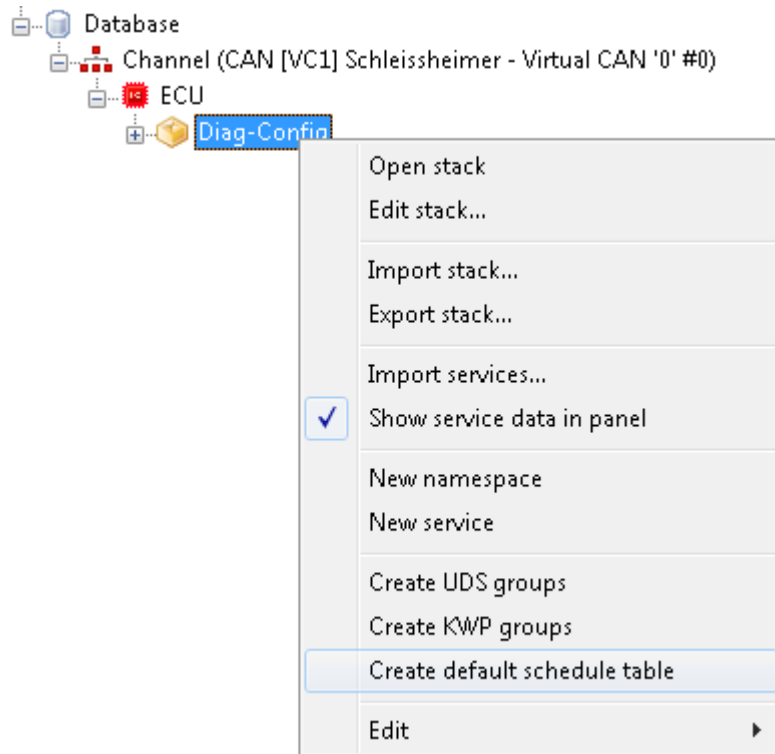 Database
Channel (CAN [VC1] Schleissheimer - Virtual CAN '0' #0)
ECU
Diag-Config
Open stack
Edit stack...
Import stack...
Export stack...
Import services...
Show service data in panel
New namespace
New service
Create UDS groups
Create KWP groups
Create default schedule table
Edit